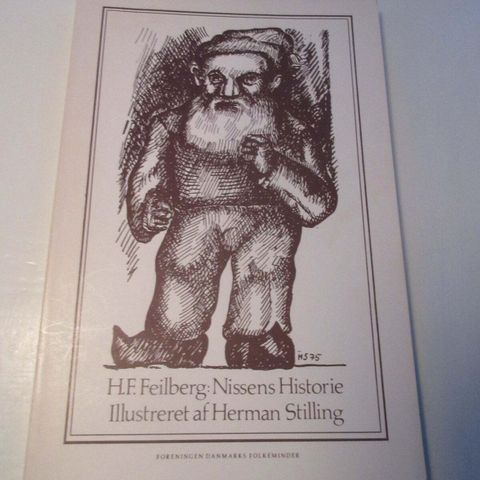 HS75
H.F. Feilberg: Nissens Historie
Illustreret af Herman Stilling
FORENINGEN DANMARKS FOLKEMINDER